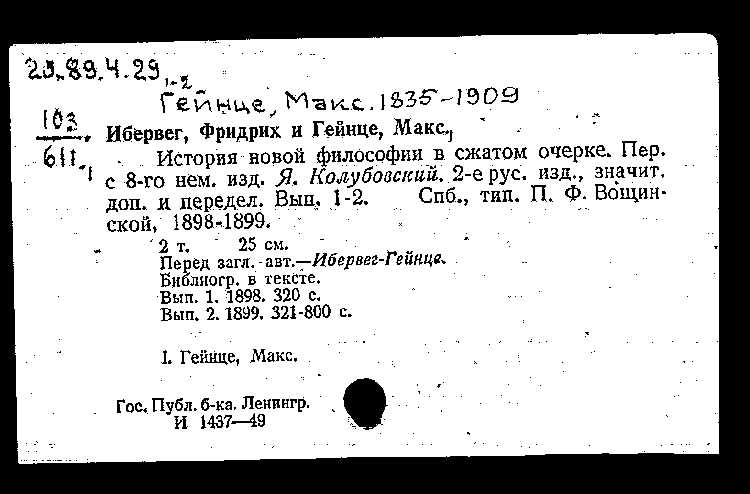 20.89.4.29
1-2
Гейнце, Макс. 1835-1909
103
611.
Ибервег, Фридрих и Гейнце, Макс,
История новой философии в сжатом очерке. Пер.
с 8-го нем. изд. Я. Колубовский. 2-е рус. изд., значит.
доп. и передел. Вып. 1-2. Спб., тип. П. Ф. Вощин-
ской, 1898-1899.
2 т. 25 см.
Перед загл. авт.—Ибервег-Гейнце.
Библиогр. в тексте.
Вып. 1. 1898. 320 с.
Вып. 2. 1899. 321-800 с.
I. Гейнце, Макс.
Гос. Публ. б-ка. Ленингр.
И 1437—49